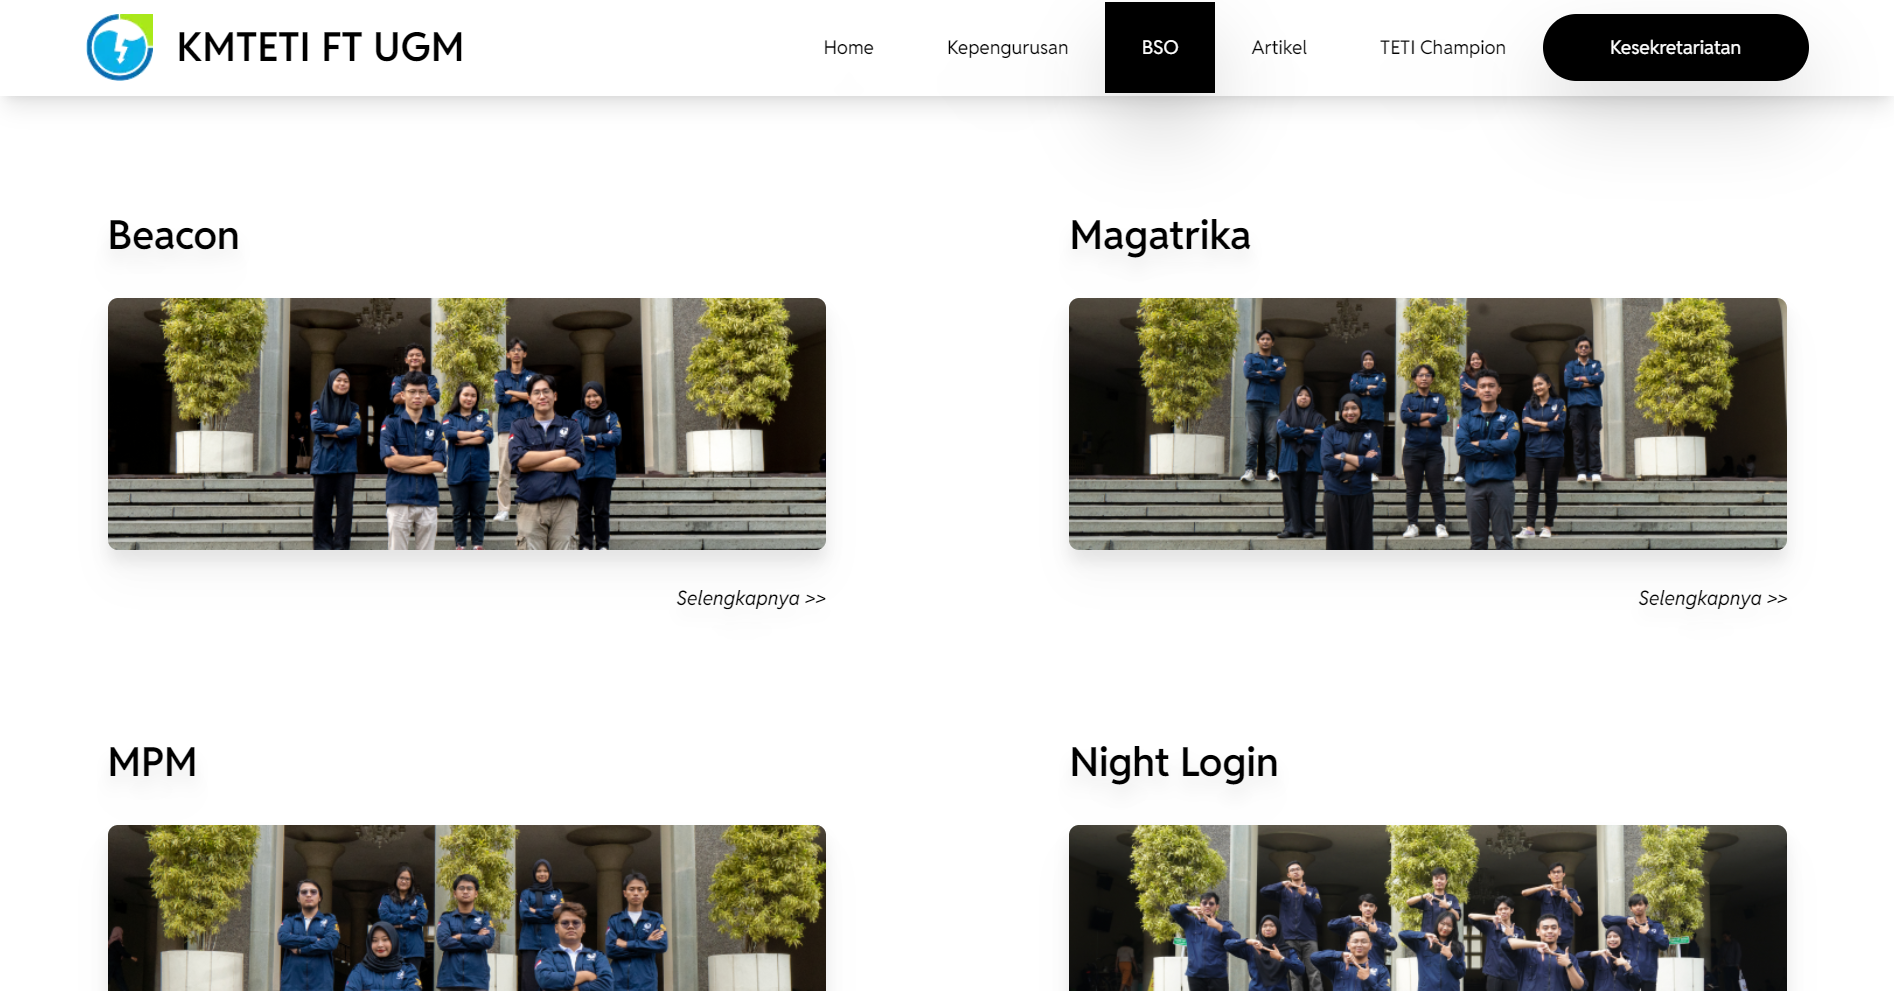 KMTETI FT UGM
Home
Kepengurusan
BSO
Artikel
TETI Champion
Kesekretariatan
Beacon
Magatrika
Selengkapnya >>
Selengkapnya >>
MPM
Night Login